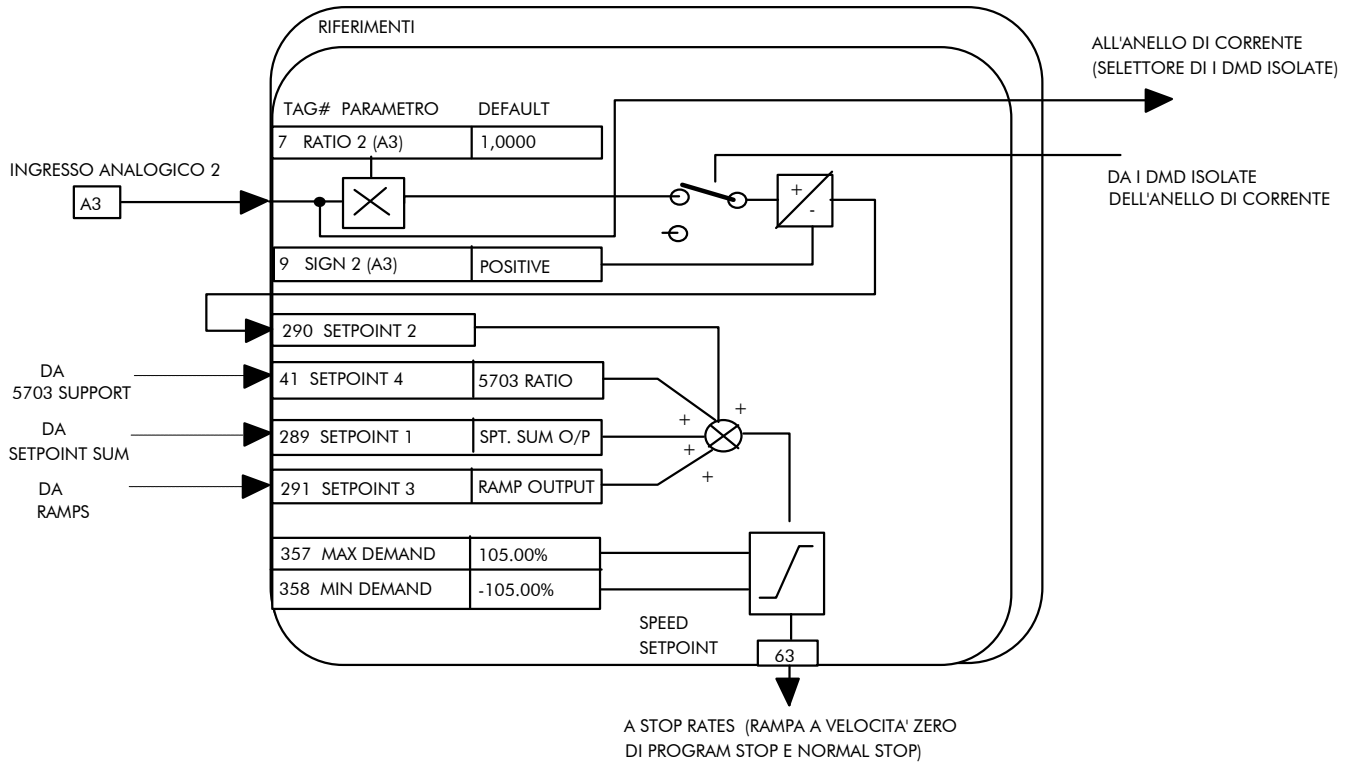 RIFERIMENTI
ALL'ANELLO DI CORRENTE
(SELETTORE DI I DMD ISOLATE)
TAG# PARAMETRO DEFAULT
7 RATIO 2 (A3) 1,0000
INGRESSO ANALOGICO 2
A3
DA I DMD ISOLATE
DELL'ANELLO DI CORRENTE
+
-
9 SIGN 2 (A3) POSITIVE
290 SETPOINT 2
DA
5703 SUPPORT
41 SETPOINT 4 5703 RATIO
+
+
DA
SETPOINT SUM
289 SETPOINT 1 SPT. SUM O/P
+
+
DA
RAMPS
291 SETPOINT 3 RAMP OUTPUT
357 MAX DEMAND 105.00%
358 MIN DEMAND -105.00%
SPEED
SETPOINT
63
A STOP RATES (RAMPA A VELOCITA' ZERO
DI PROGRAM STOP E NORMAL STOP)